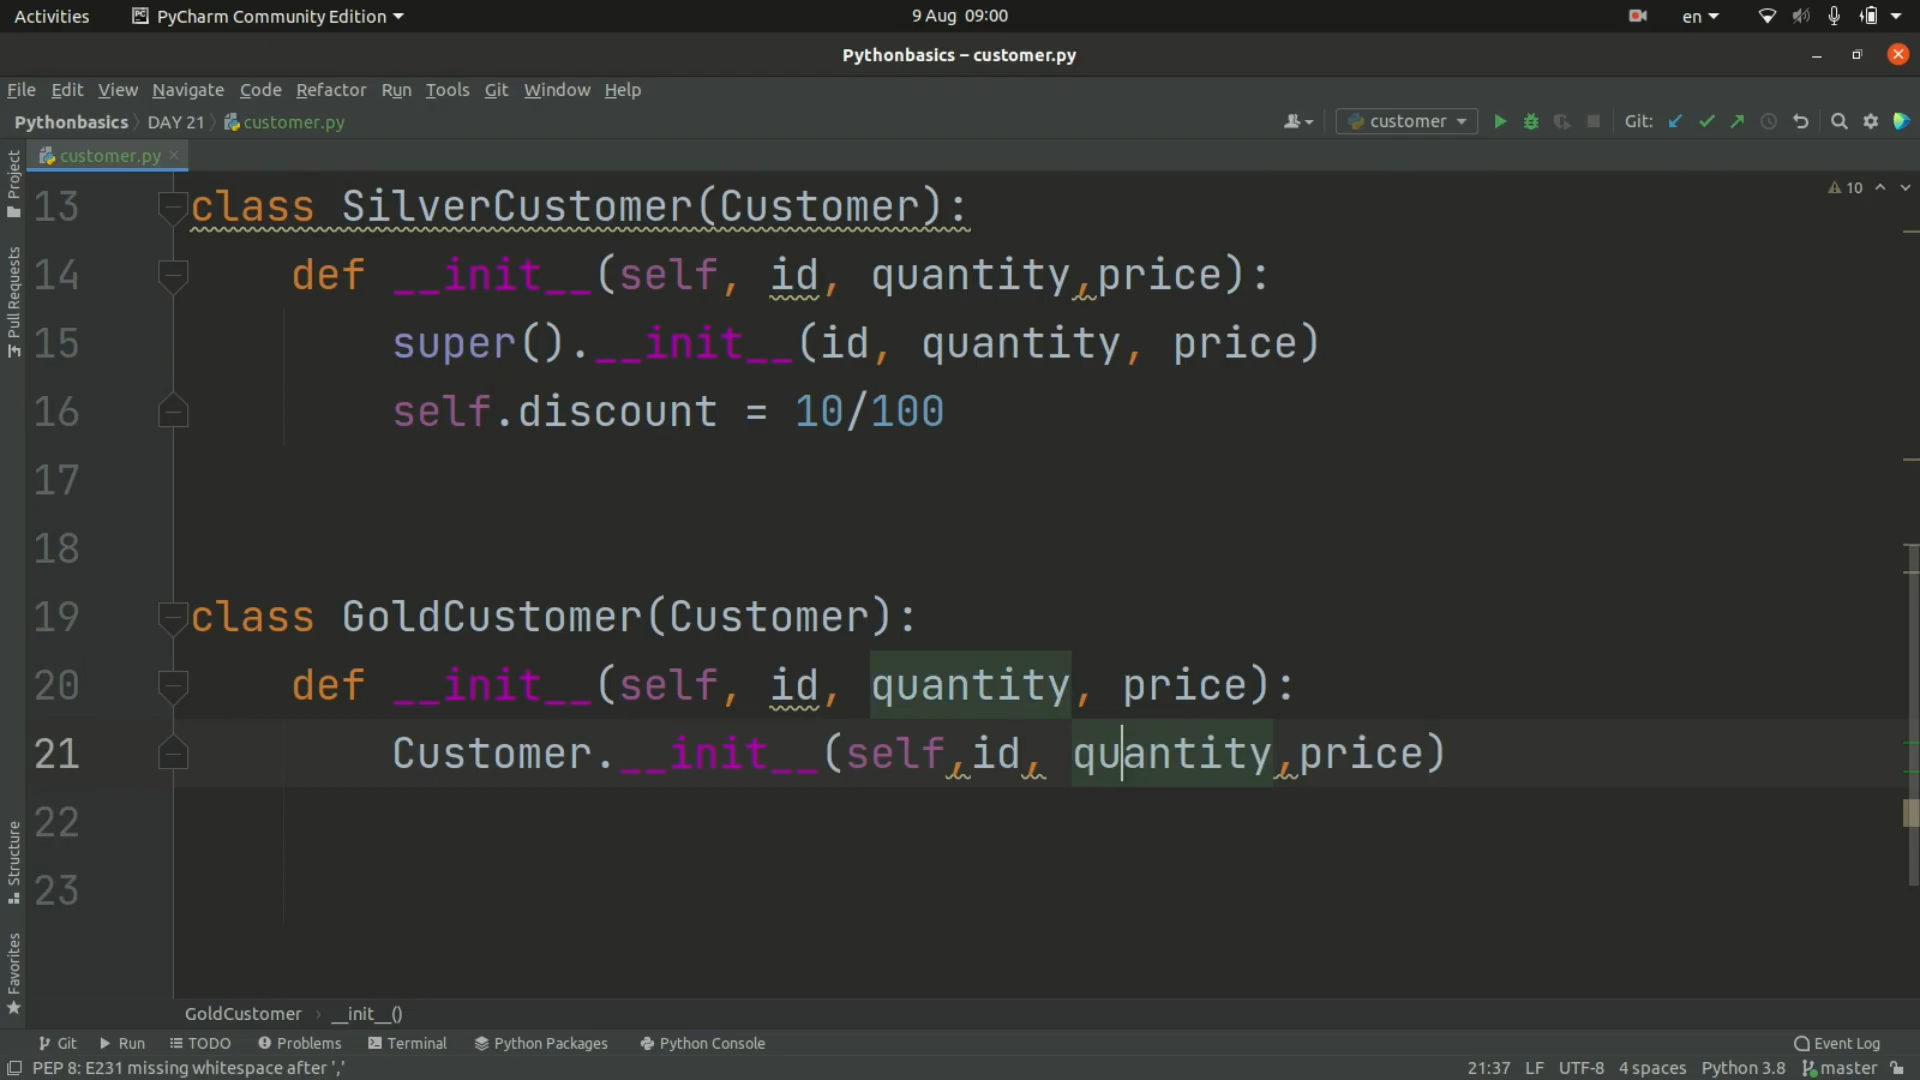 Activities PyCharm Community Edition 9 Aug 09:00 en
Pythonbasics – customer.py
File Edit View Navigate Code Refactor Run Tools Git Window Help
Pythonbasics DAY 21 customer.py customer Git:
customer.py
10
Project
Pull Requests
Structure
Favorites
13 class SilverCustomer(Customer):
14 def __init__(self, id, quantity,price):
15 super().__init__(id, quantity, price)
16 self.discount = 10/100
17
18
19 class GoldCustomer(Customer):
20 def __init__(self, id, quantity, price):
21 Customer.__init__(self,id, quantity,price)
22
23
GoldCustomer __init__()
Git Run TODO Problems Terminal Python Packages Python Console Event Log
PEP 8: E231 missing whitespace after ',' 21:37 LF UTF-8 4 spaces Python 3.8 master